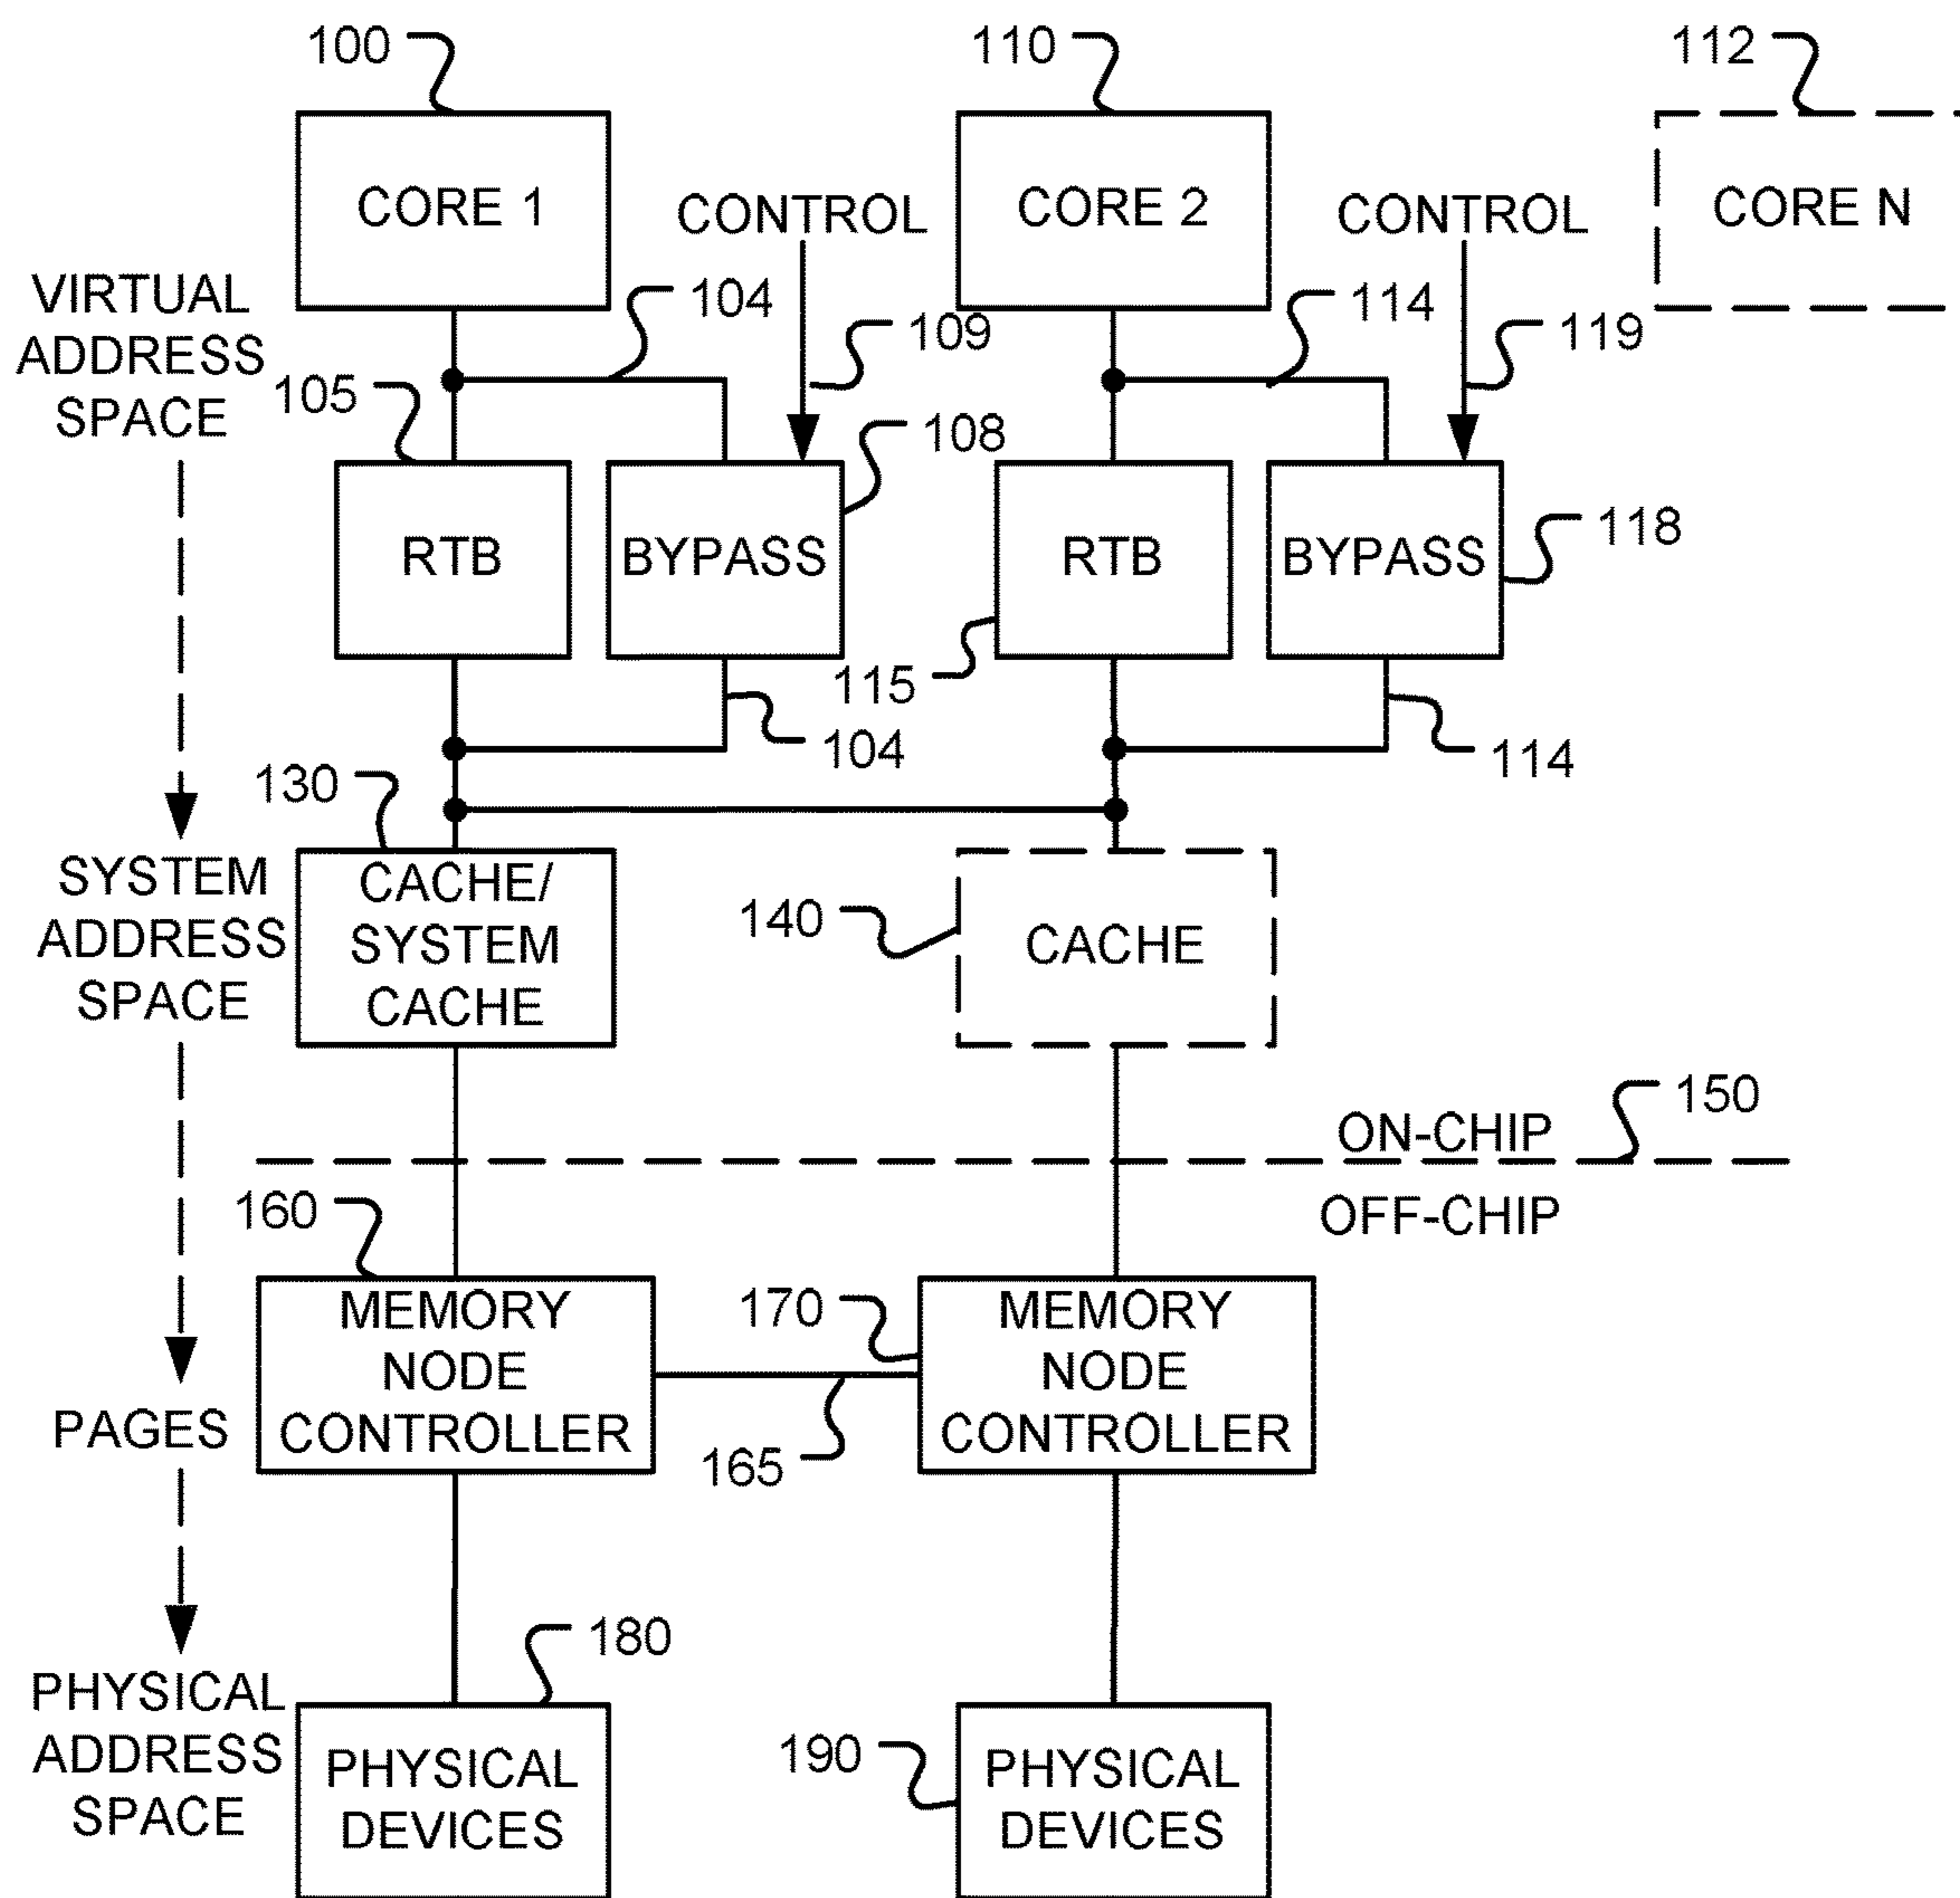 100
110
112
CORE 1
CONTROL
CORE 2
CONTROL
CORE N
VIRTUAL
ADDRESS
SPACE
104
109
114
119
105
108
RTB
BYPASS
RTB
BYPASS
118
115
104
114
130
SYSTEM
ADDRESS
SPACE
CACHE/
SYSTEM
CACHE
140
CACHE
ON-CHIP
150
OFF-CHIP
160
MEMORY
NODE
CONTROLLER
170
MEMORY
NODE
CONTROLLER
PAGES
165
180
PHYSICAL
ADDRESS
SPACE
PHYSICAL
DEVICES
190
PHYSICAL
DEVICES